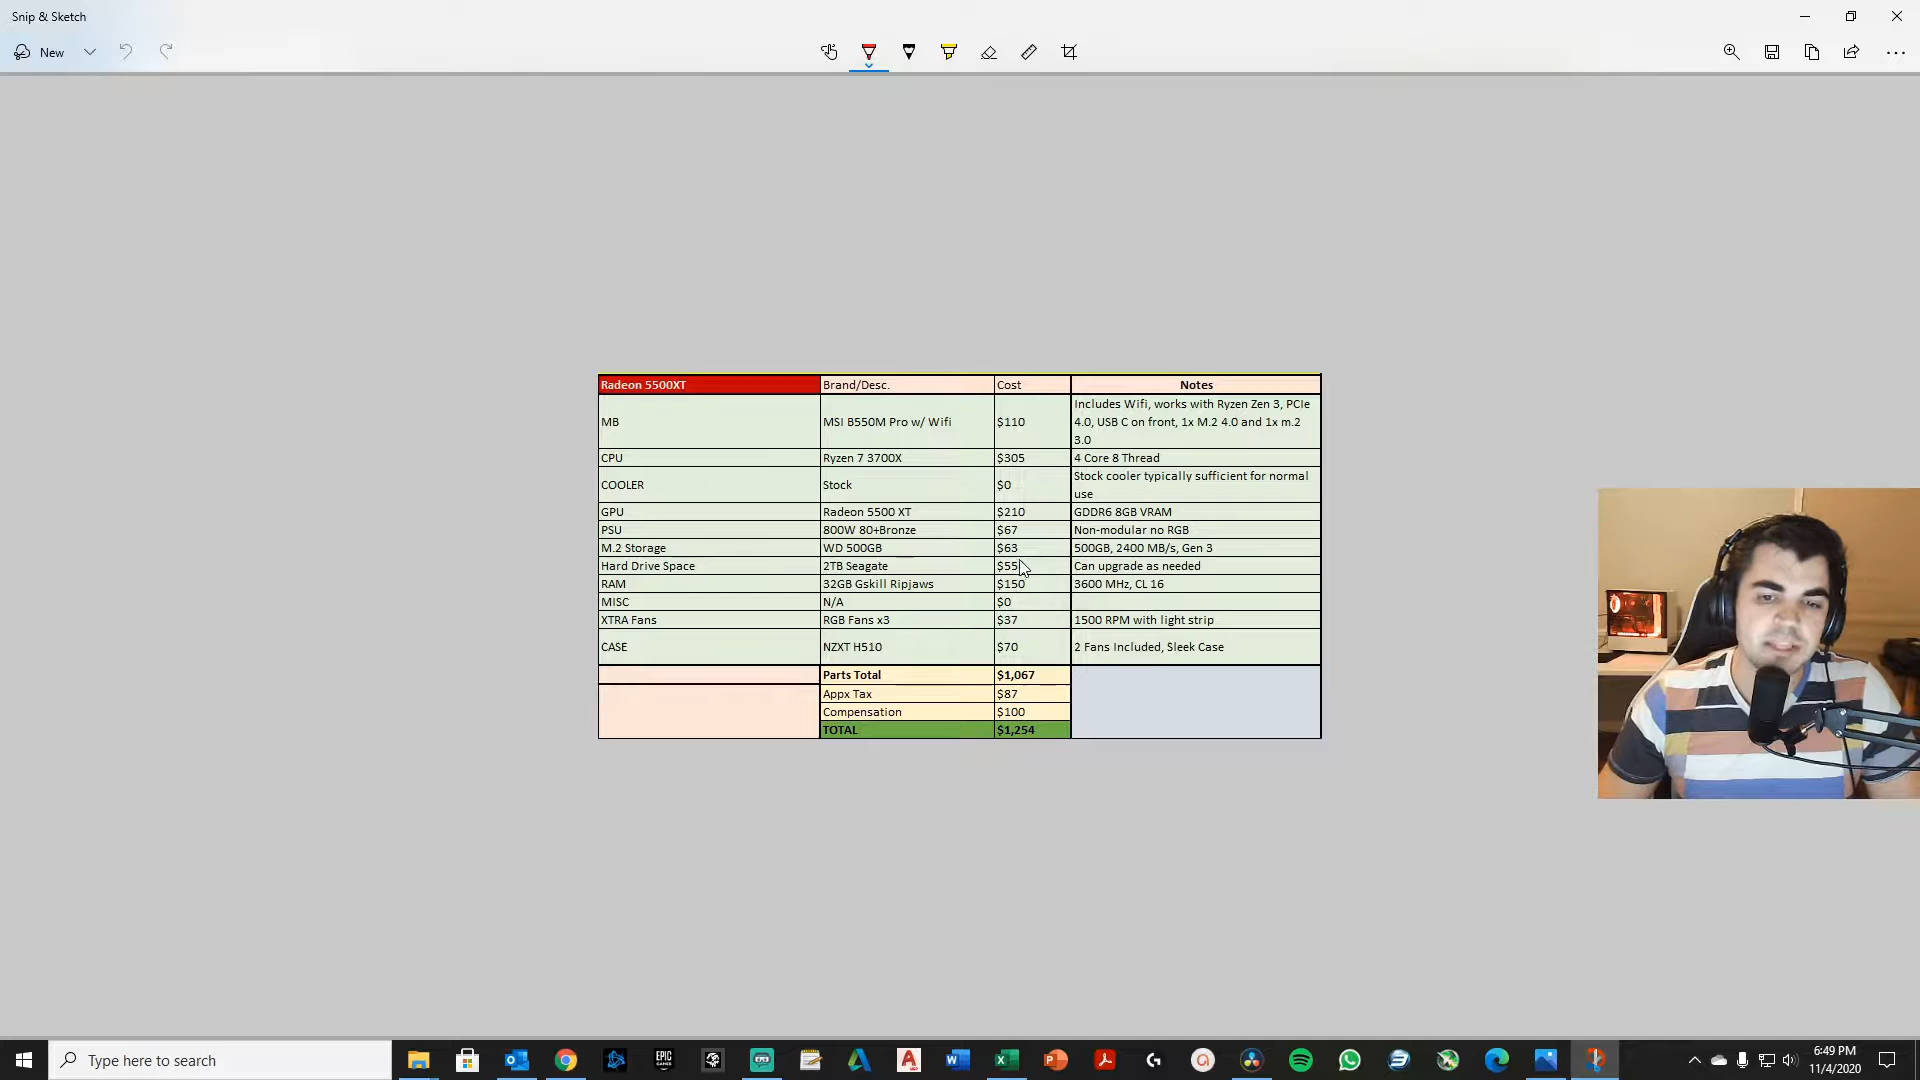 Snip & Sketch
New
Radeon 5500XT Brand/Desc. Cost Notes
MB MSI B550M Pro w/ Wifi $110 Includes Wifi, works with Ryzen Zen 3, PCIe
4.0, USB C on front, 1x M.2 4.0 and 1x m.2
3.0
CPU Ryzen 7 3700X $305 4 Core 8 Thread
COOLER Stock $0 Stock cooler typically sufficient for normal
use
GPU Radeon 5500 XT $210 GDDR6 8GB VRAM
PSU 800W 80+Bronze $67 Non-modular no RGB
M.2 Storage WD 500GB $63 500GB, 2400 MB/s, Gen 3
Hard Drive Space 2TB Seagate $55 Can upgrade as needed
RAM 32GB Gskill Ripjaws $150 3600 MHz, CL 16
MISC N/A $0
XTRA Fans RGB Fans x3 $37 1500 RPM with light strip
CASE NZXT H510 $70 2 Fans Included, Sleek Case
Parts Total $1,067
Appx Tax $87
Compensation $100
TOTAL $1,254
Type here to search
EPIC
GAMES
6:49 PM
11/4/2020